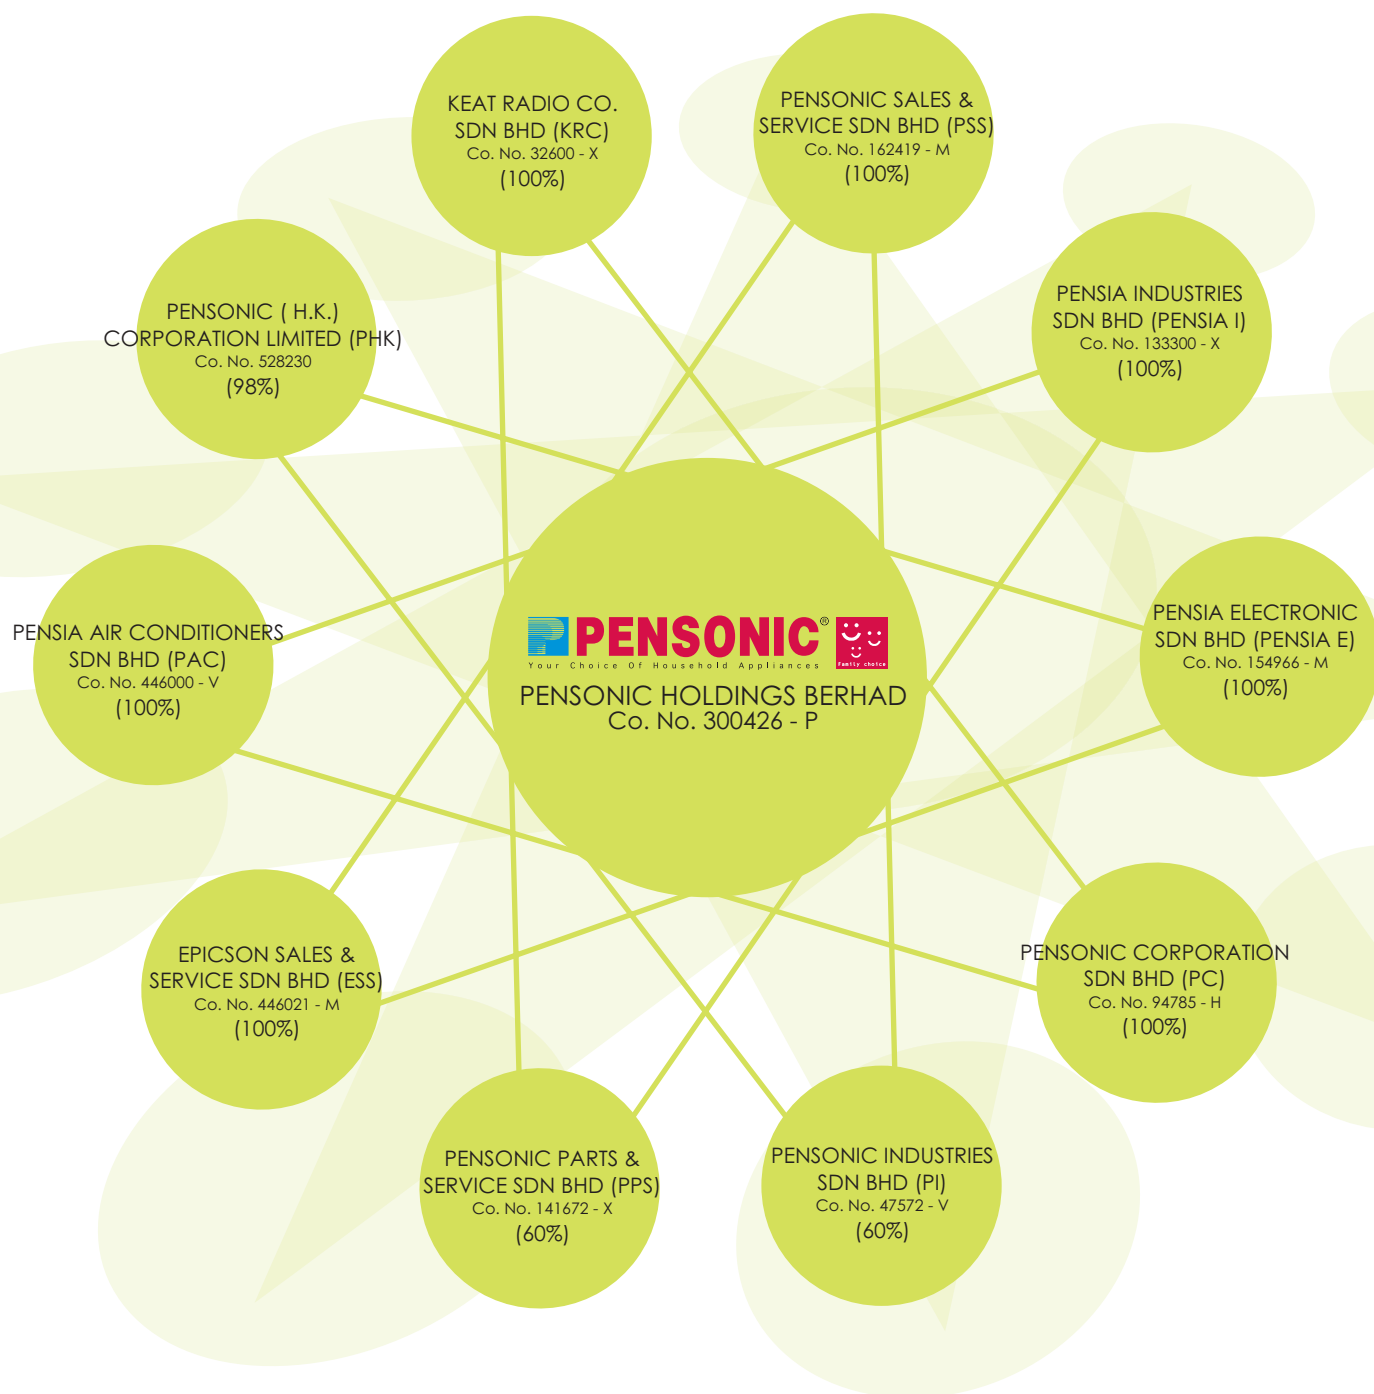 KEAT RADIO CO.
SDN BHD (KRC)
Co. No. 32600 - X
(100%)
PENSONIC SALES &
SERVICE SDN BHD (PSS)
Co. No. 162419 - M
(100%)
PENSONIC ( H.K.)
CORPORATION LIMITED (PHK)
Co. No. 528230
(98%)
PENSIA INDUSTRIES
SDN BHD (PENSIA I)
Co. No. 133300 - X
(100%)
PENSIA AIR CONDITIONERS
SDN BHD (PAC)
Co. No. 446000 - V
(100%)
PENSONIC®
Your Choice Of Household Appliances
Family choice
PENSONIC HOLDINGS BERHAD
Co. No. 300426 - P
PENSIA ELECTRONIC
SDN BHD (PENSIA E)
Co. No. 154966 - M
(100%)
EPICSON SALES &
SERVICE SDN BHD (ESS)
Co. No. 446021 - M
(100%)
PENSONIC CORPORATION
SDN BHD (PC)
Co. No. 94785 - H
(100%)
PENSONIC PARTS &
SERVICE SDN BHD (PPS)
Co. No. 141672 - X
(60%)
PENSONIC INDUSTRIES
SDN BHD (PI)
Co. No. 47572 - V
(60%)